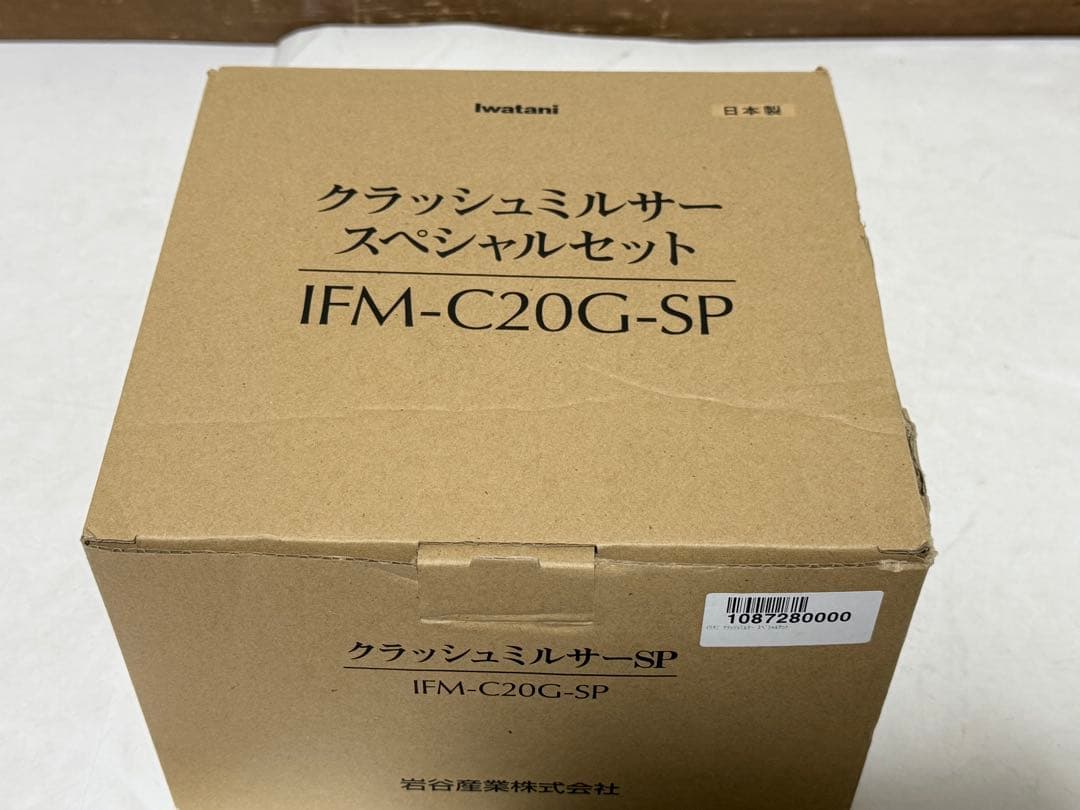 Iwatani
日本製
クラッシュミルサー
スペシャルセット
IFM-C20G-SP
1087280000
クラッシュミルサーSP
IFM-C20G-SP
岩谷産業株式会社